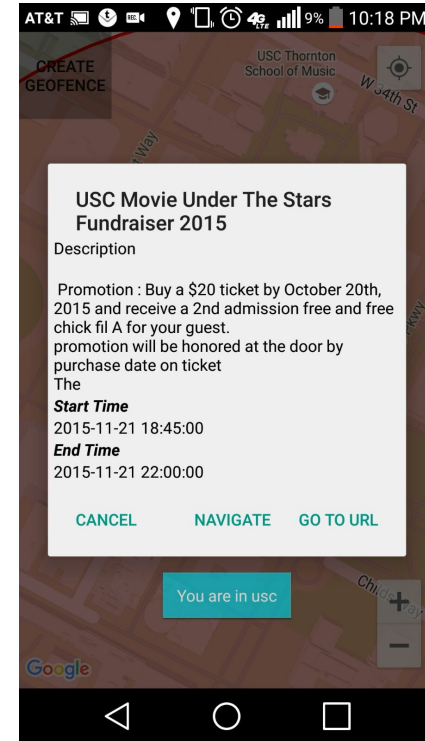 AT&T REC 4G LTE 9% 10:18 PM
CREATE
GEOFENCE
USC Thornton
School of Music
W 34th St
Way
USC Movie Under The Stars
Fundraiser 2015
Description
Promotion : Buy a $20 ticket by October 20th,
2015 and receive a 2nd admission free and free
chick fil A for your guest.
promotion will be honored at the door by
purchase date on ticket
The
Start Time
2015-11-21 18:45:00
End Time
2015-11-21 22:00:00
CANCEL NAVIGATE GO TO URL
You are in usc
+
−
Google